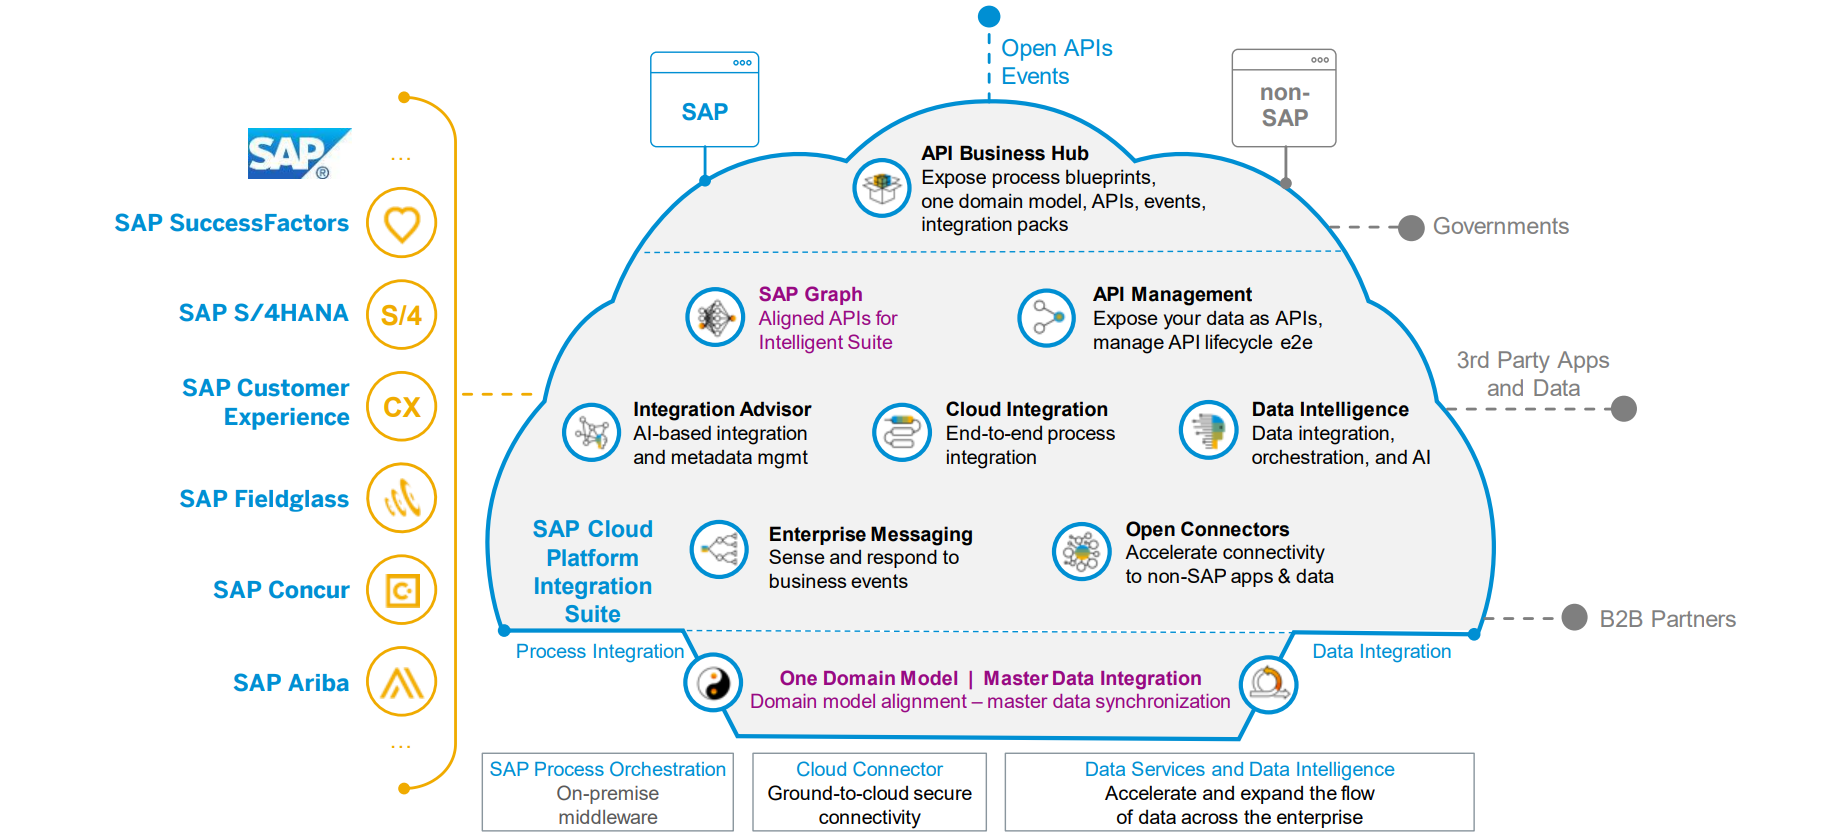 Open APIs
Events
SAP
non-
SAP
SAP®
...
SAP SuccessFactors
SAP S/4HANA
S/4
SAP Customer
Experience
CX
SAP Fieldglass
SAP Concur
SAP Ariba
...
API Business Hub
Expose process blueprints,
one domain model, APIs, events,
integration packs
Governments
SAP Graph
Aligned APIs for
Intelligent Suite
API Management
Expose your data as APIs,
manage API lifecycle e2e
3rd Party Apps
and Data
Integration Advisor
AI-based integration
and metadata mgmt
Cloud Integration
End-to-end process
integration
Data Intelligence
Data integration,
orchestration, and AI
SAP Cloud
Platform
Integration
Suite
Enterprise Messaging
Sense and respond to
business events
Open Connectors
Accelerate connectivity
to non-SAP apps & data
B2B Partners
Process Integration
Data Integration
One Domain Model | Master Data Integration
Domain model alignment – master data synchronization
SAP Process Orchestration
On-premise
middleware
Cloud Connector
Ground-to-cloud secure
connectivity
Data Services and Data Intelligence
Accelerate and expand the flow
of data across the enterprise